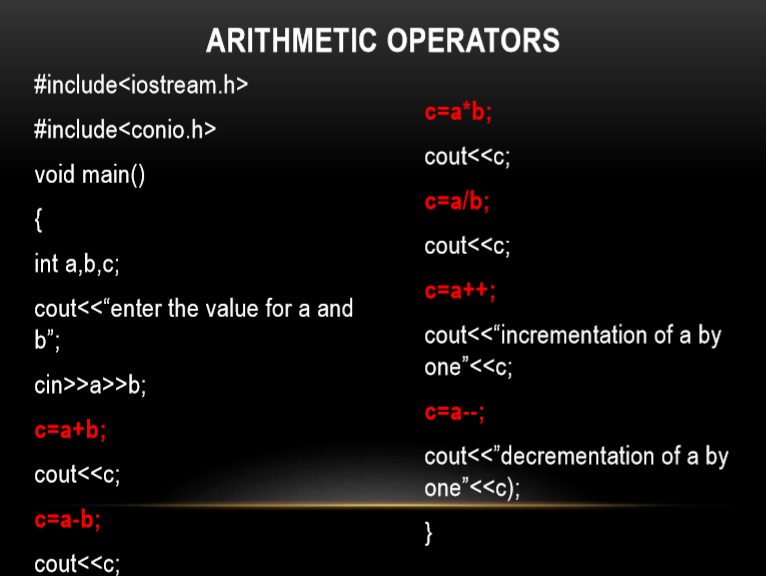 ARITHMETIC OPERATORS
#include<iostream.h>
#include<conio.h>
void main()
{
int a,b,c;
cout<<“enter the value for a and
b”;
cin>>a>>b;
c=a+b;
cout<<c;
c=a-b;
cout<<c;
c=a*b;
cout<<c;
c=a/b;
cout<<c;
c=a++;
cout<<“incrementation of a by
one”<<c;
c=a--;
cout<<”decrementation of a by
one”<<c);
}